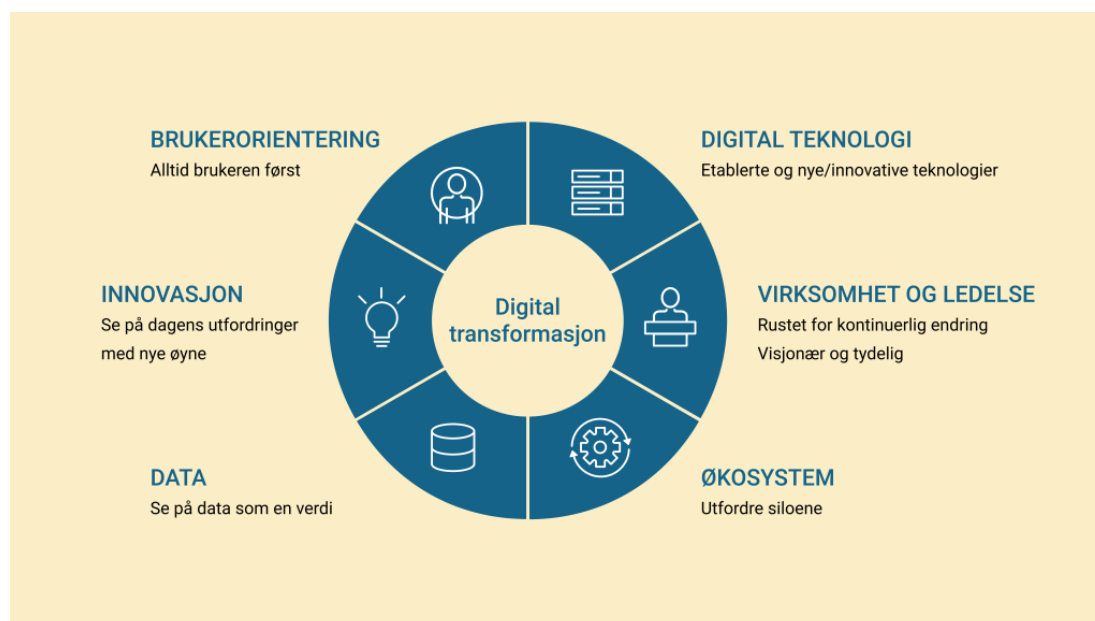 BRUKERORIENTERING
Alltid brukeren først
DIGITAL TEKNOLOGI
Etablerte og nye/innovative teknologier
INNOVASJON
Se på dagens utfordringer
med nye øyne
Digital
transformasjon
VIRKSOMHET OG LEDELSE
Rustet for kontinuerlig endring
Visjonær og tydelig
DATA
Se på data som en verdi
ØKOSYSTEM
Utfordre siloene